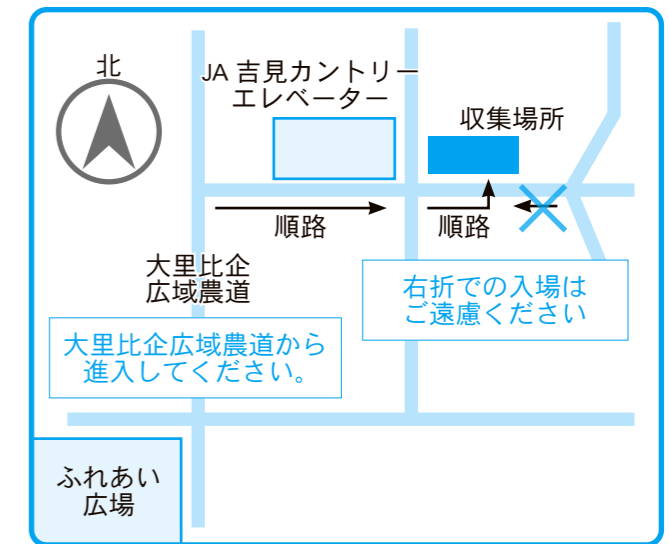 北
JA 吉見カントリー
エレベーター
収集場所
順路
順路
大里比企
広域農道
右折での入場は
ご遠慮ください
大里比企広域農道から
進入してください。
ふれあい
広場